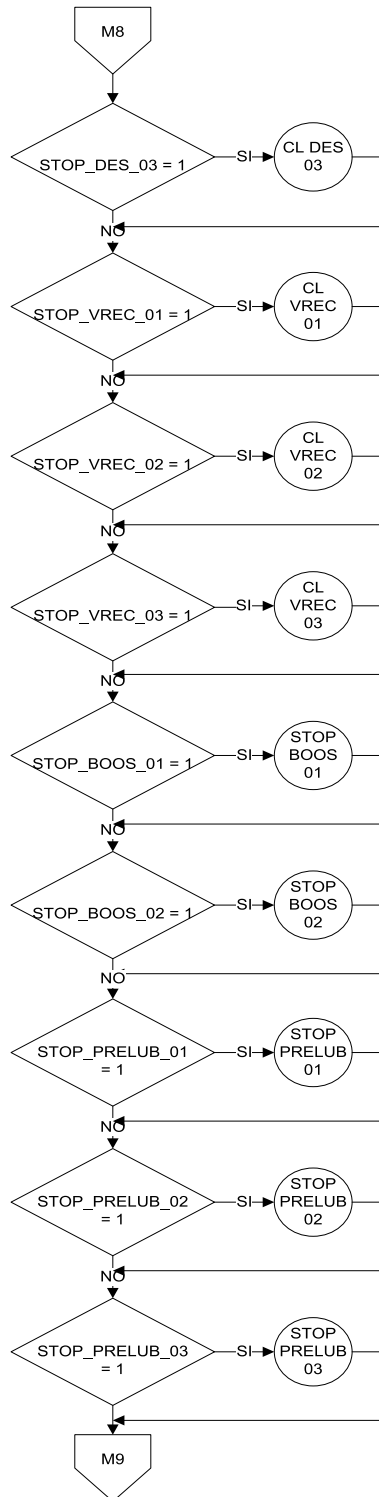 M8
STOP_DES_03 = 1
SI
CL DES
03
NO
STOP_VREC_01 = 1
SI
CL
VREC
01
NO
STOP_VREC_02 = 1
SI
CL
VREC
02
NO
STOP_VREC_03 = 1
SI
CL
VREC
03
NO
STOP_BOOS_01 = 1
SI
STOP
BOOS
01
NO
STOP_BOOS_02 = 1
SI
STOP
BOOS
02
NO
STOP_PRELUB_01
= 1
SI
STOP
PRELUB
01
NO
STOP_PRELUB_02
= 1
SI
STOP
PRELUB
02
NO
STOP_PRELUB_03
= 1
SI
STOP
PRELUB
03
M9